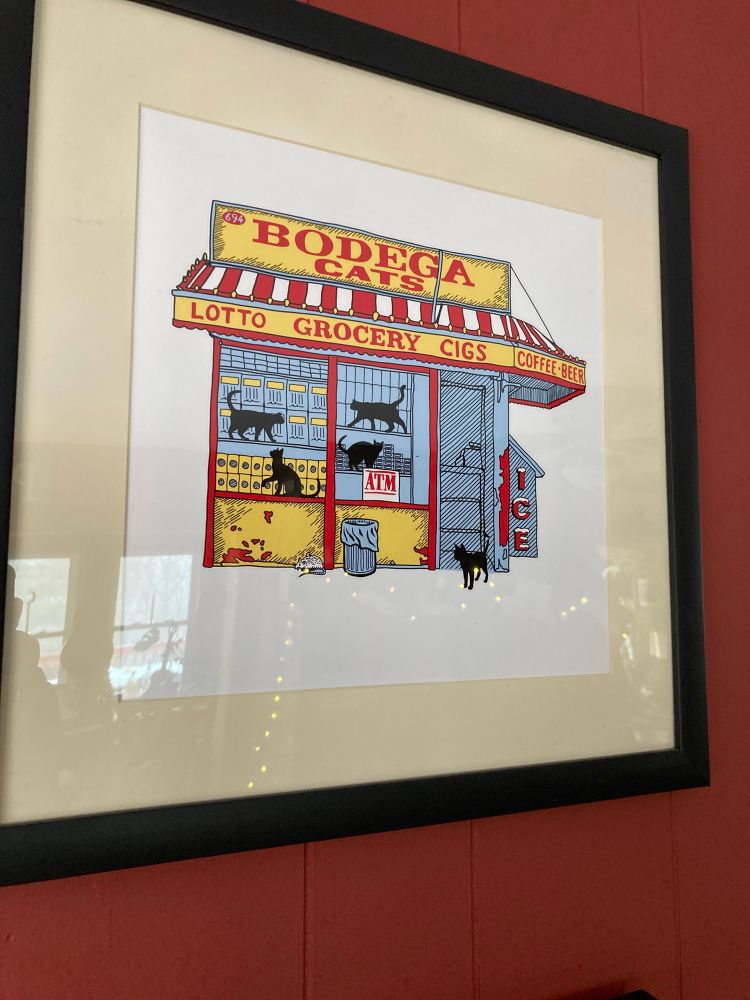 694
BODEGA
CATS
LOTTO GROCERY CIGS
COFFEE·BEER
ATM
ICE